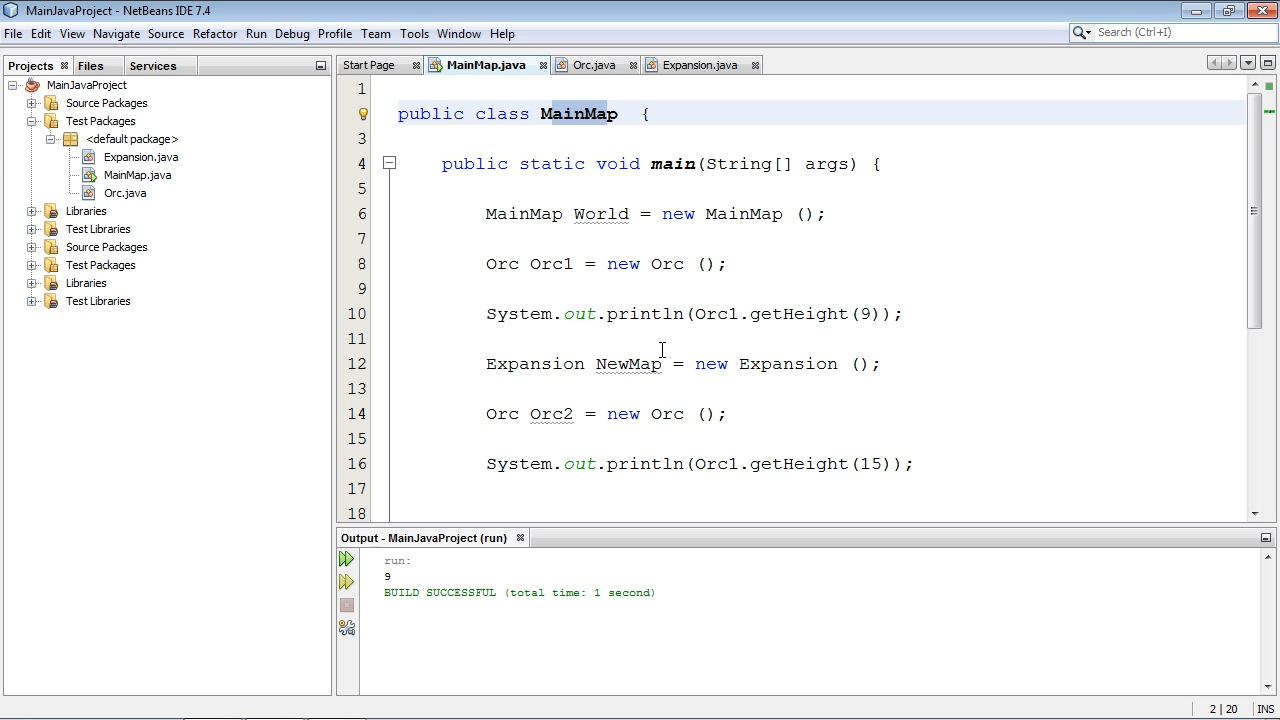 MainJavaProject - NetBeans IDE 7.4
File Edit View Navigate Source Refactor Run Debug Profile Team Tools Window Help
Search (Ctrl+I)
Projects Files Services
Start Page MainMap.java Orc.java Expansion.java
MainJavaProject
Source Packages
Test Packages
<default package>
Expansion.java
MainMap.java
Orc.java
Libraries
Test Libraries
Source Packages
Test Packages
Libraries
Test Libraries
1
public class MainMap  {
3
4 public static void main(String[] args) {
5
6 MainMap World = new MainMap ();
7
8 Orc Orc1 = new Orc ();
9
10 System.out.println(Orc1.getHeight(9));
11
12 Expansion NewMap = new Expansion ();
13
14 Orc Orc2 = new Orc ();
15
16 System.out.println(Orc1.getHeight(15));
17
18
Output - MainJavaProject (run)
run:
9
BUILD SUCCESSFUL (total time: 1 second)
2 | 20 INS